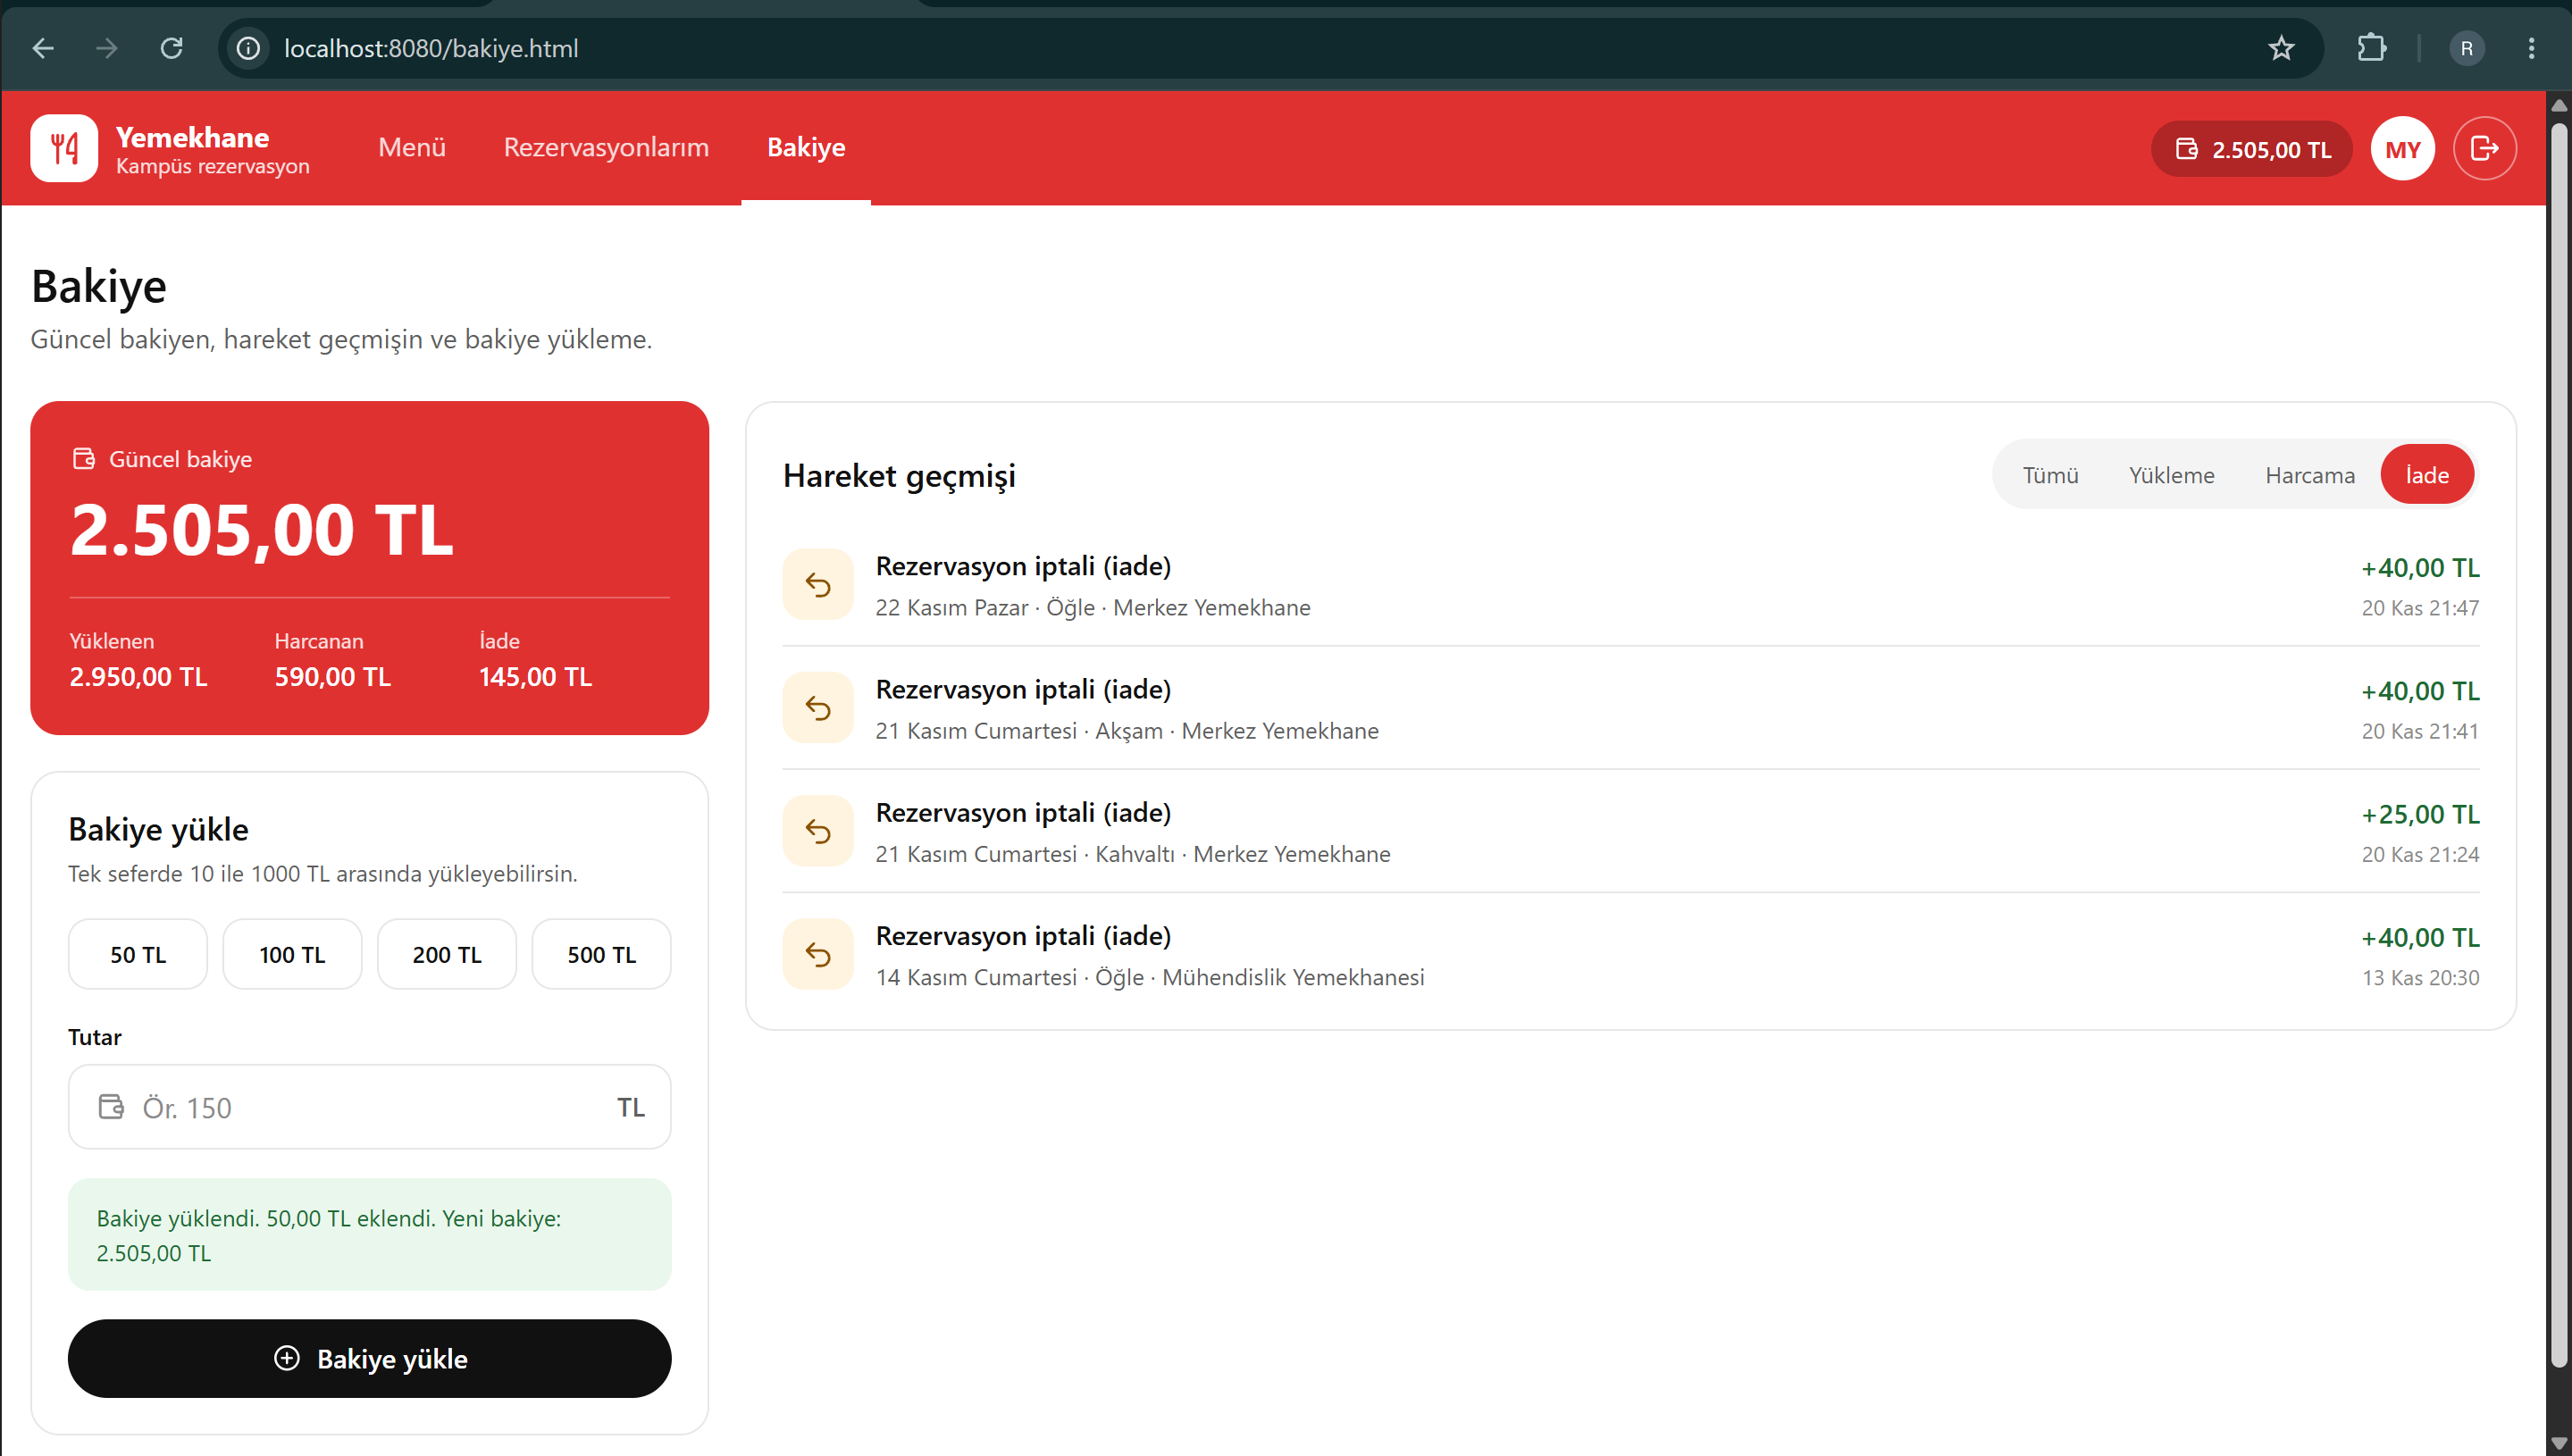 localhost:8080/bakiye.html
R
Yemekhane
Kampüs rezervasyon
Menü
Rezervasyonlarım
Bakiye
2.505,00 TL
MY
Bakiye
Güncel bakiyen, hareket geçmişin ve bakiye yükleme.
Güncel bakiye
2.505,00 TL
Yüklenen
2.950,00 TL
Harcanan
590,00 TL
İade
145,00 TL
Bakiye yükle
Tek seferde 10 ile 1000 TL arasında yükleyebilirsin.
50 TL
100 TL
200 TL
500 TL
Tutar
Ör. 150
TL
Bakiye yüklendi. 50,00 TL eklendi. Yeni bakiye:
2.505,00 TL
Bakiye yükle
Hareket geçmişi
Tümü
Yükleme
Harcama
İade
Rezervasyon iptali (iade)
+40,00 TL
22 Kasım Pazar · Öğle · Merkez Yemekhane
20 Kas 21:47
Rezervasyon iptali (iade)
+40,00 TL
21 Kasım Cumartesi · Akşam · Merkez Yemekhane
20 Kas 21:41
Rezervasyon iptali (iade)
+25,00 TL
21 Kasım Cumartesi · Kahvaltı · Merkez Yemekhane
20 Kas 21:24
Rezervasyon iptali (iade)
+40,00 TL
14 Kasım Cumartesi · Öğle · Mühendislik Yemekhanesi
13 Kas 20:30